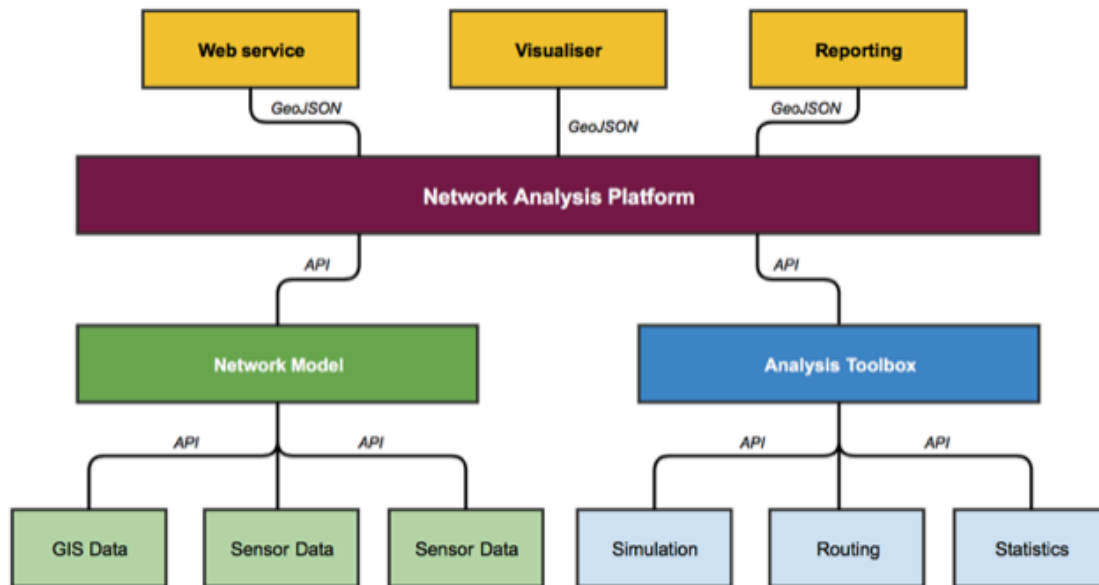 Web service
Visualiser
Reporting
GeoJSON
GeoJSON
GeoJSON
Network Analysis Platform
API
API
Network Model
Analysis Toolbox
API
API
API
API
GIS Data
Sensor Data
Sensor Data
Simulation
Routing
Statistics